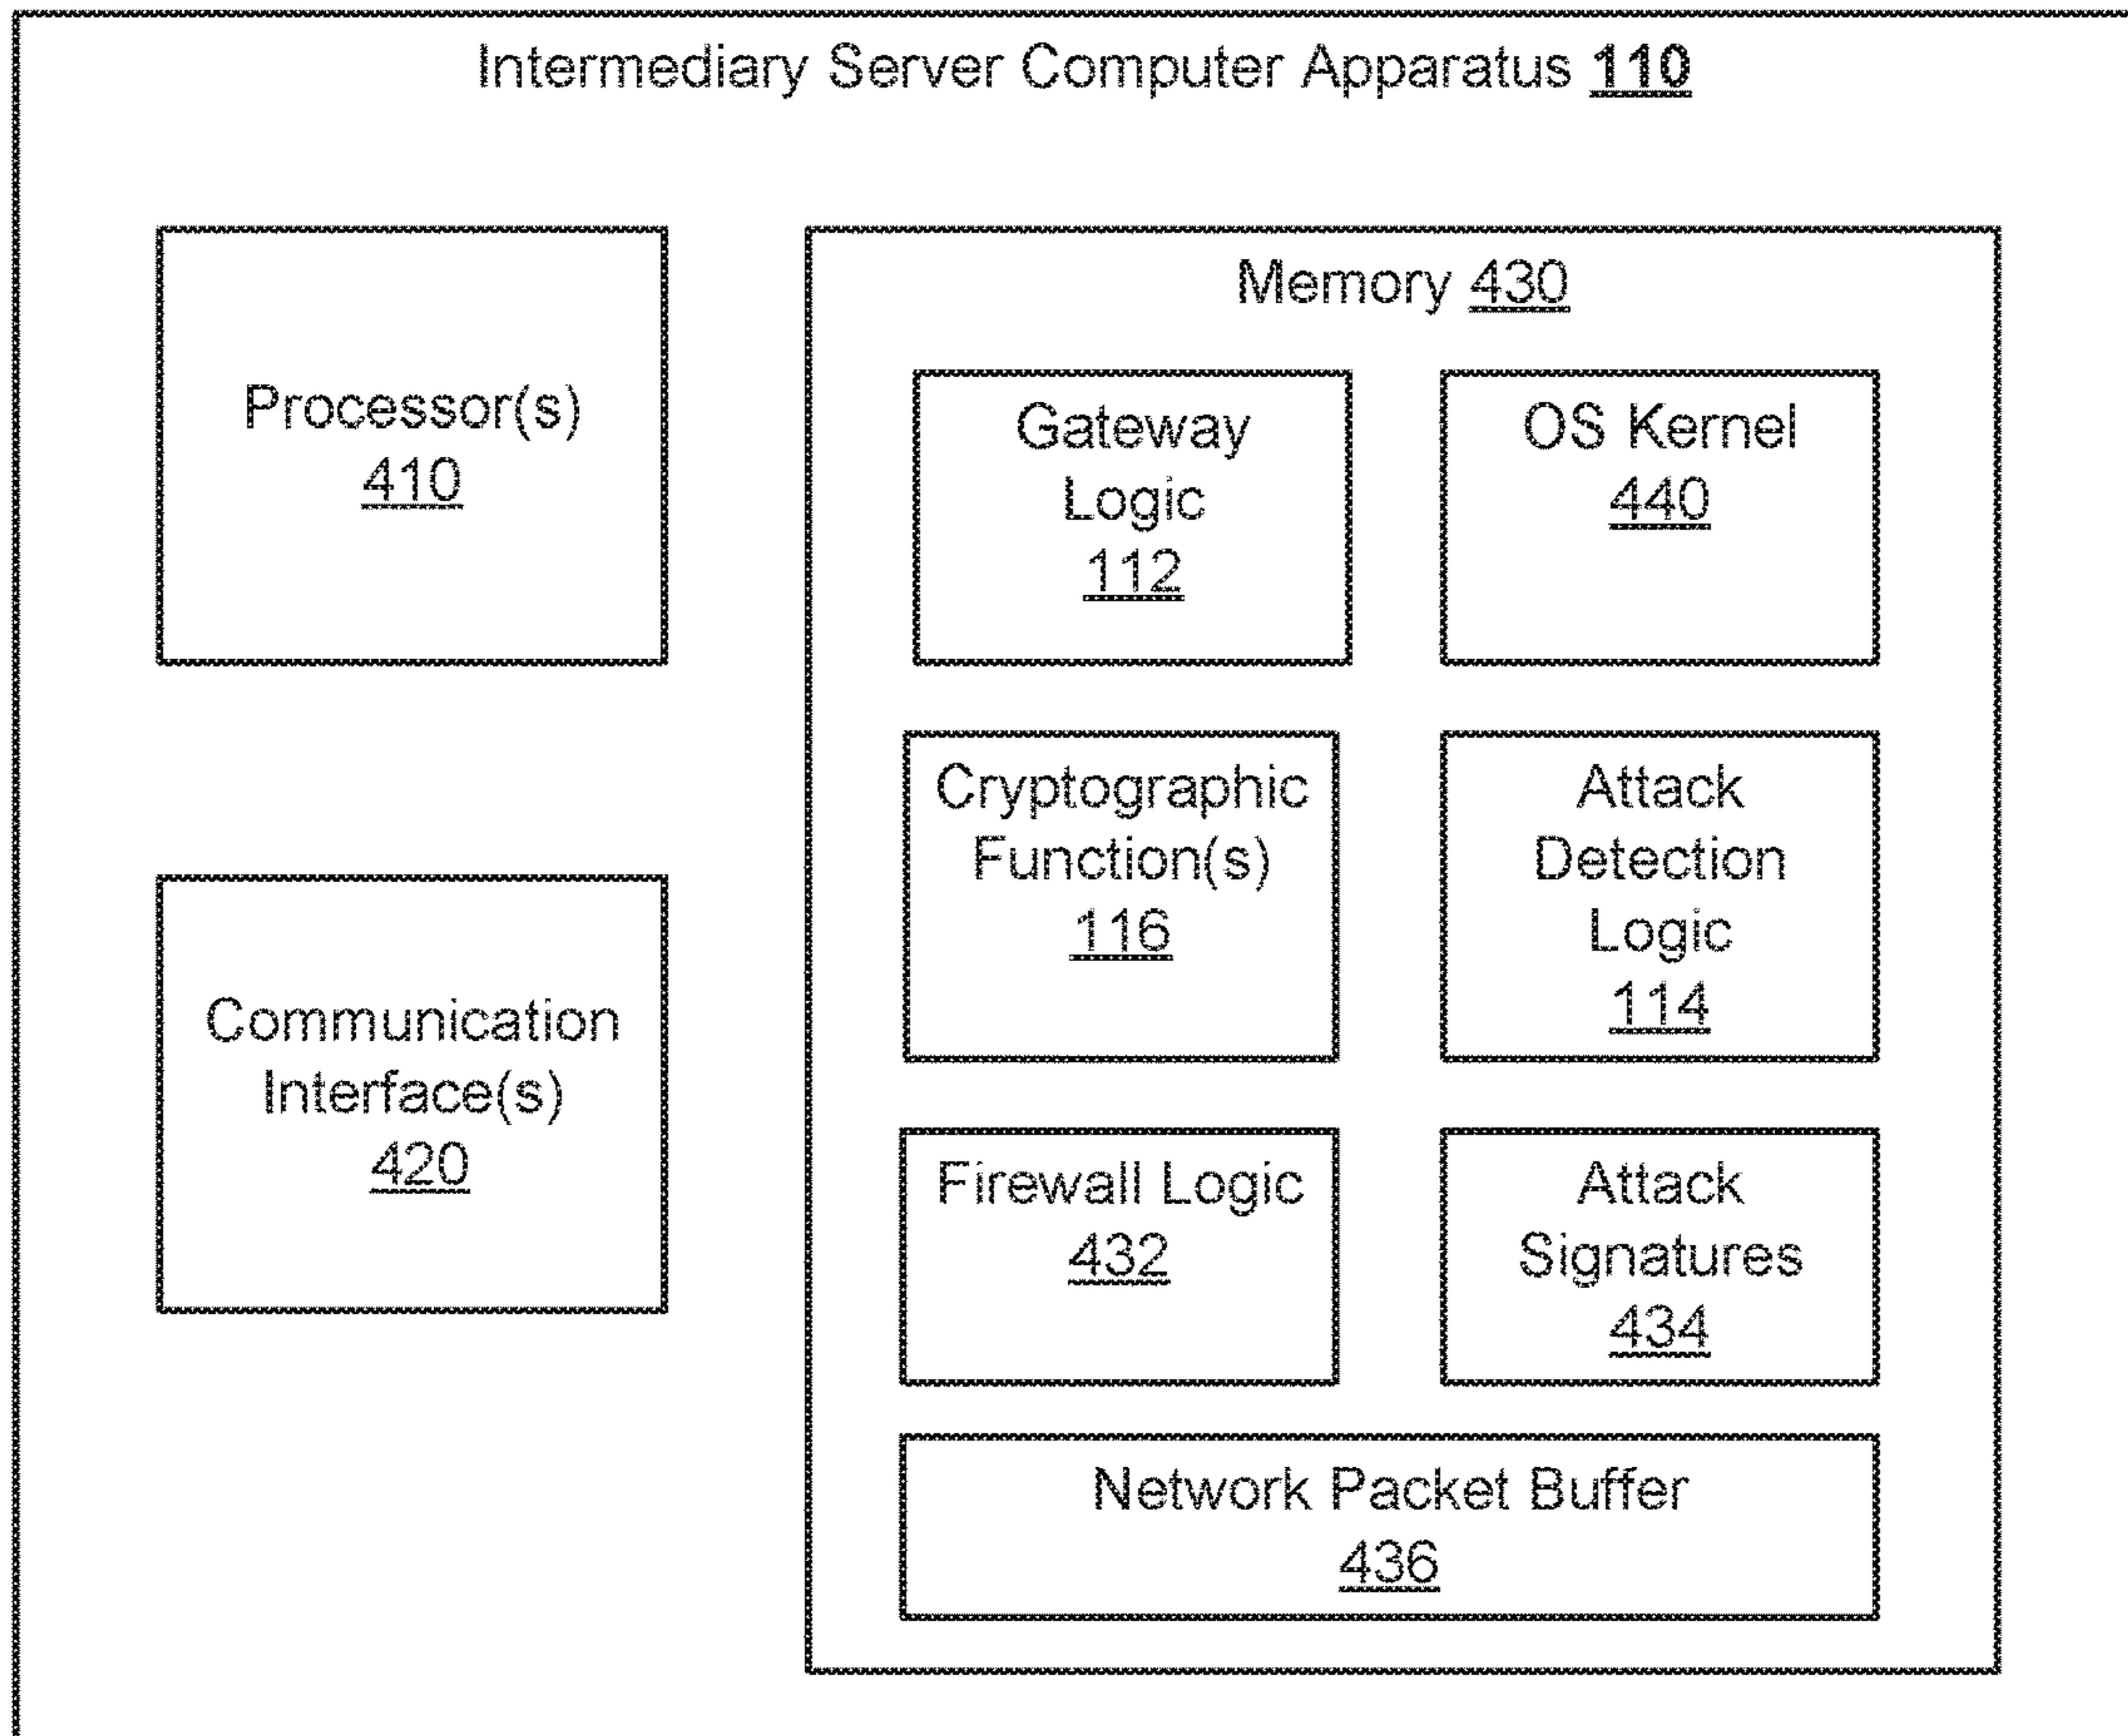 Intermediary Server Computer Apparatus 110
Processor(s)
410
Communication
Interface(s)
420
Memory 430
Gateway
Logic
112
OS Kernel
440
Cryptographic
Function(s)
116
Attack
Detection
Logic
114
Firewall Logic
432
Attack
Signatures
434
Network Packet Buffer
436